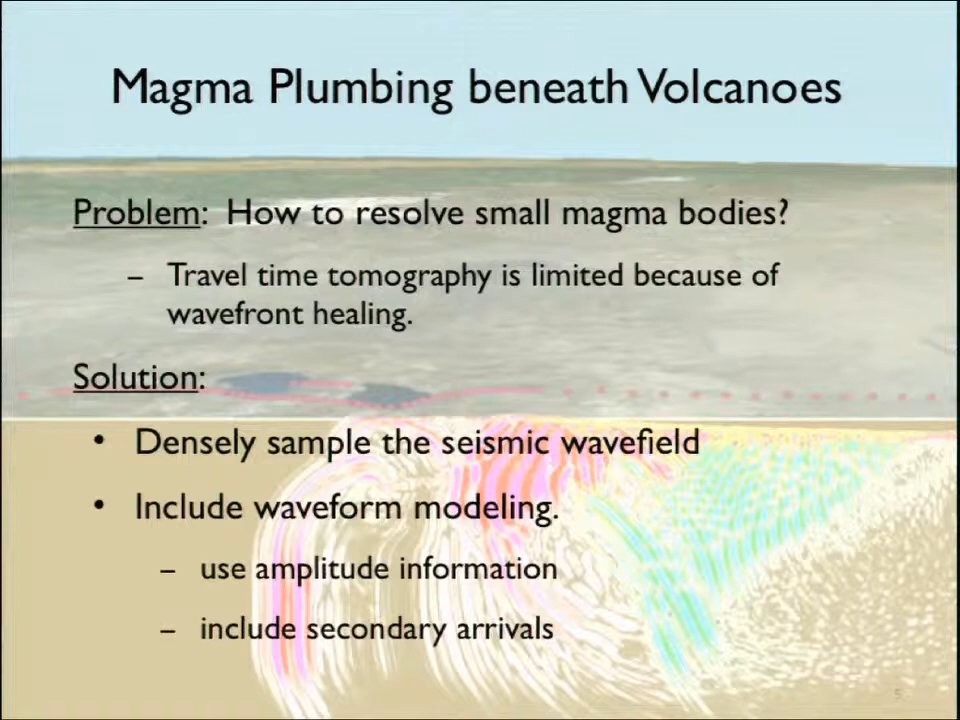 Magma Plumbing beneath Volcanoes
Problem: How to resolve small magma bodies?
– Travel time tomography is limited because of
wavefront healing.
Solution:
• Densely sample the seismic wavefield
• Include waveform modeling.
– use amplitude information
– include secondary arrivals
5